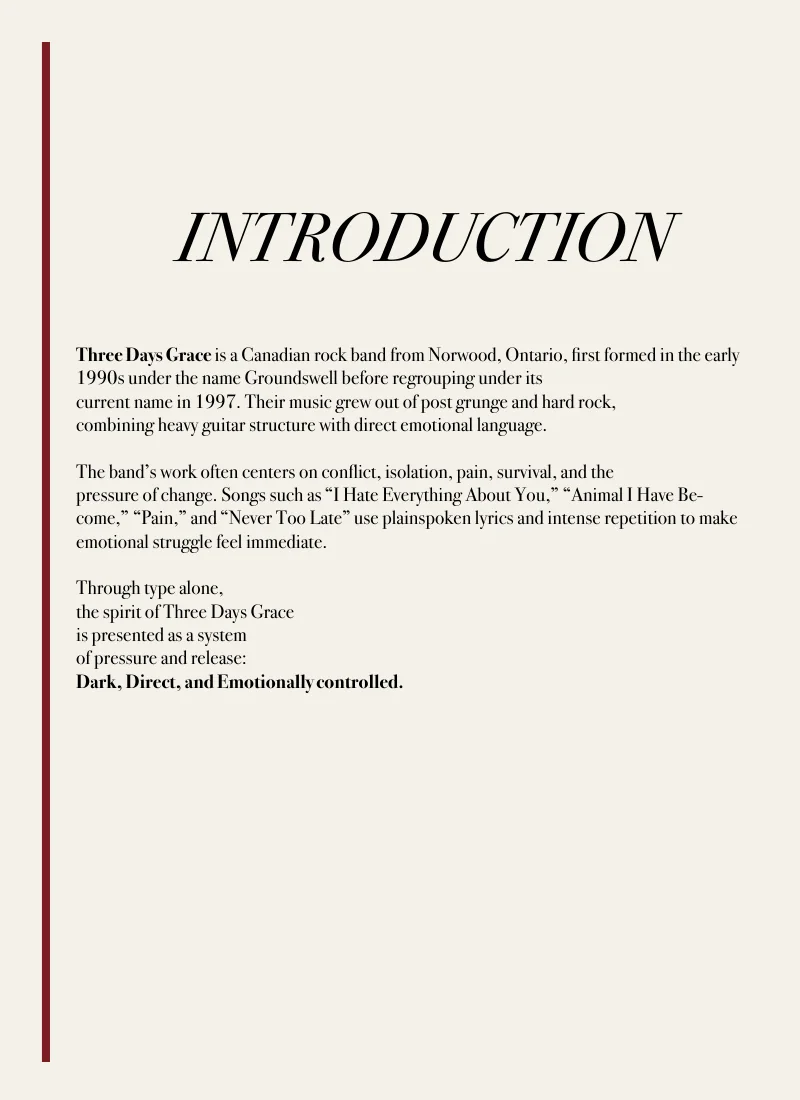 INTRODUCTION
Three Days Grace is a Canadian rock band from Norwood, Ontario, first formed in the early
1990s under the name Groundswell before regrouping under its
current name in 1997. Their music grew out of post grunge and hard rock,
combining heavy guitar structure with direct emotional language.
The band’s work often centers on conflict, isolation, pain, survival, and the
pressure of change. Songs such as “I Hate Everything About You,” “Animal I Have Be-
come,” “Pain,” and “Never Too Late” use plainspoken lyrics and intense repetition to make
emotional struggle feel immediate.
Through type alone,
the spirit of Three Days Grace
is presented as a system
of pressure and release:
Dark, Direct, and Emotionally controlled.